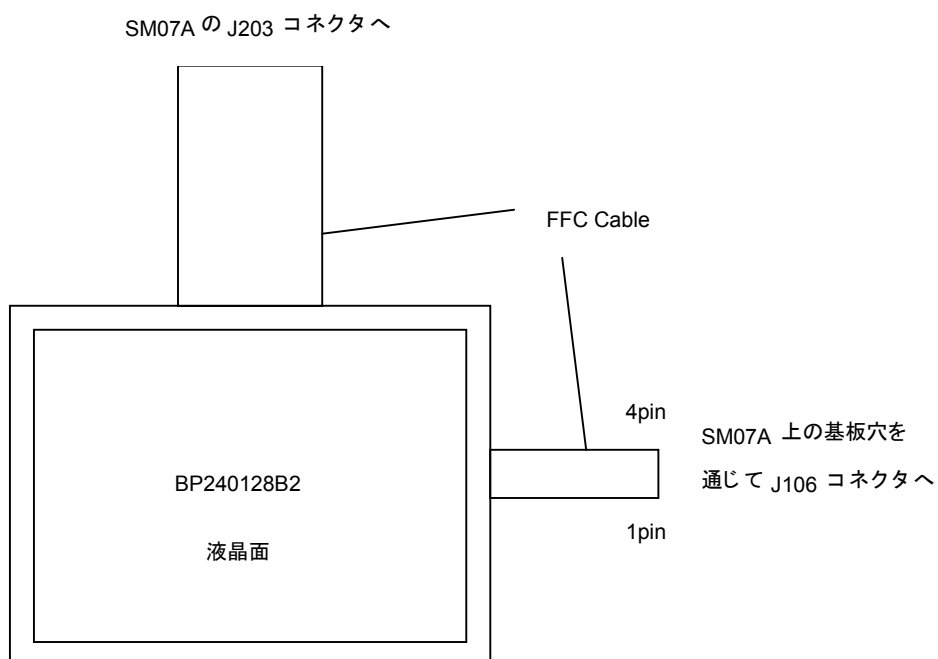 SM07A の J203 コネクタへ
FFC Cable
4pin
SM07A 上の基板穴を
通じて J106 コネクタへ
1pin
BP240128B2
液晶面